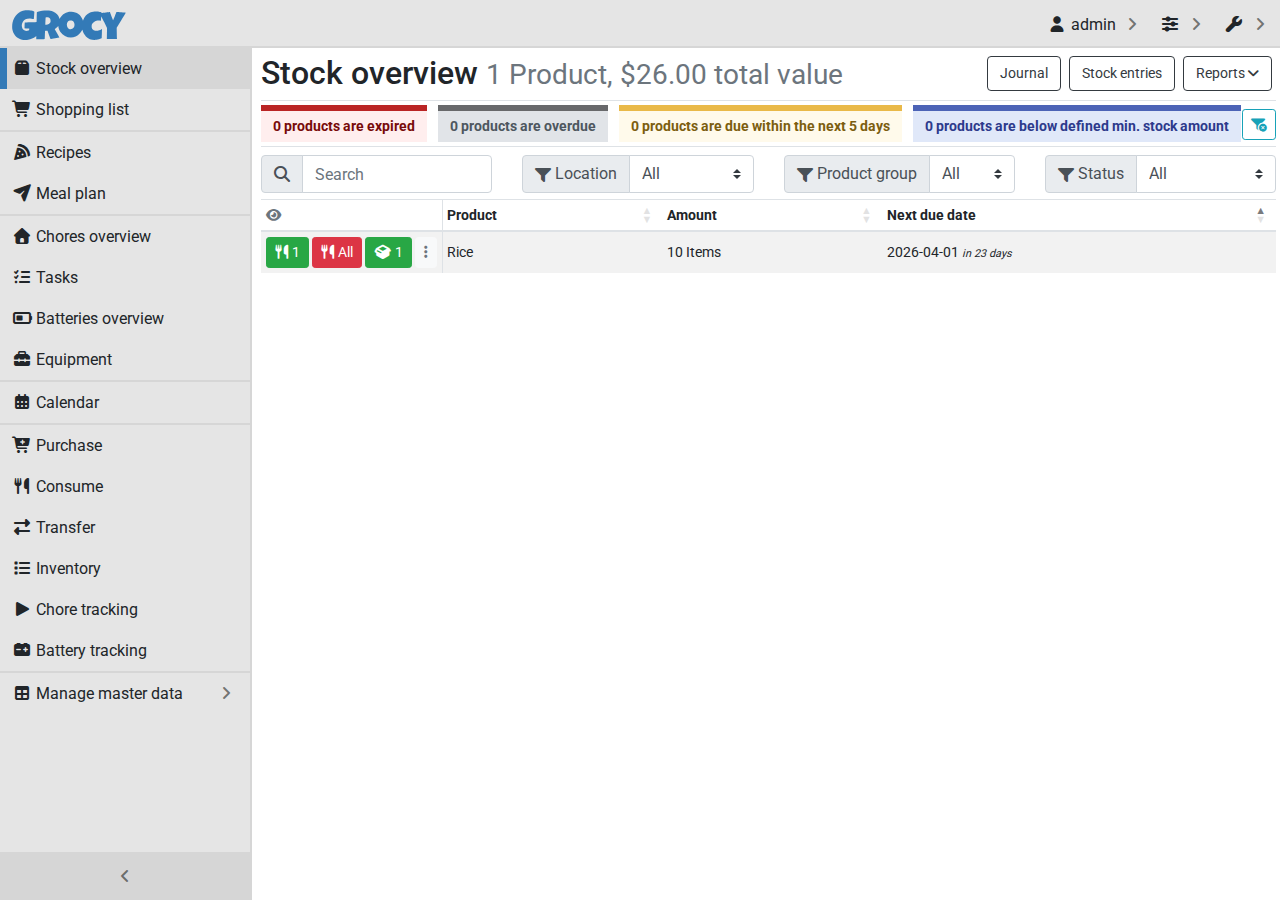 GROCY
admin
Stock overview
Shopping list
Recipes
Meal plan
Chores overview
Tasks
Batteries overview
Equipment
Calendar
Purchase
Consume
Transfer
Inventory
Chore tracking
Battery tracking
Manage master data
Stock overview 1 Product, $26.00 total value
Journal
Stock entries
Reports
0 products are expired
0 products are overdue
0 products are due within the next 5 days
0 products are below defined min. stock amount
Search
Location All
Product group All
Status All
Product Amount Next due date
1 All 1 Rice 10 Items 2026-04-01 in 23 days